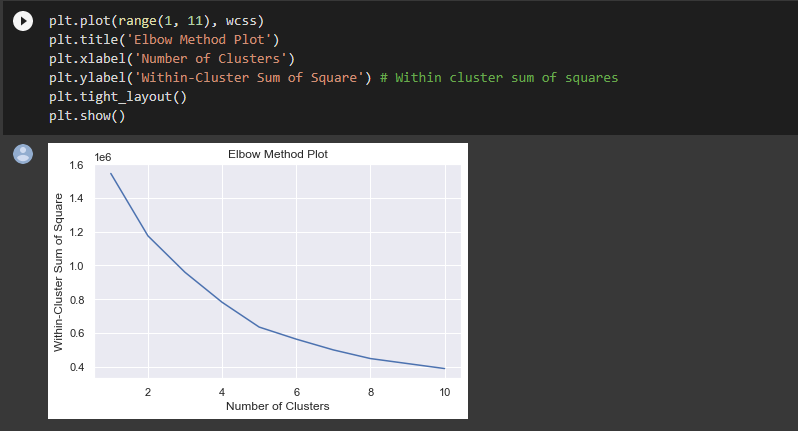 plt.plot(range(1, 11), wcss)
plt.title('Elbow Method Plot')
plt.xlabel('Number of Clusters')
plt.ylabel('Within-Cluster Sum of Square') # Within cluster sum of squares
plt.tight_layout()
plt.show()
1e6
Elbow Method Plot
1.6
1.4
1.2
1.0
0.8
0.6
0.4
Within-Cluster Sum of Square
2 4 6 8 10
Number of Clusters